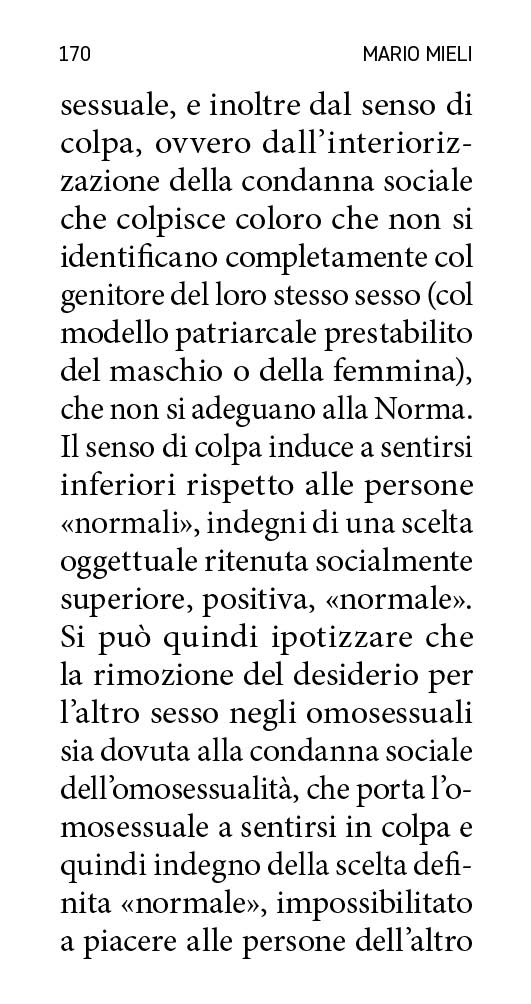 170 MARIO MIELI
sessuale, e inoltre dal senso di
colpa, ovvero dall’interioriz-
zazione della condanna sociale
che colpisce coloro che non si
identificano completamente col
genitore del loro stesso sesso (col
modello patriarcale prestabilito
del maschio o della femmina),
che non si adeguano alla Norma.
Il senso di colpa induce a sentirsi
inferiori rispetto alle persone
«normali», indegni di una scelta
oggettuale ritenuta socialmente
superiore, positiva, «normale».
Si può quindi ipotizzare che
la rimozione del desiderio per
l’altro sesso negli omosessuali
sia dovuta alla condanna sociale
dell’omosessualità, che porta l’o-
mosessuale a sentirsi in colpa e
quindi indegno della scelta defi-
nita «normale», impossibilitato
a piacere alle persone dell’altro